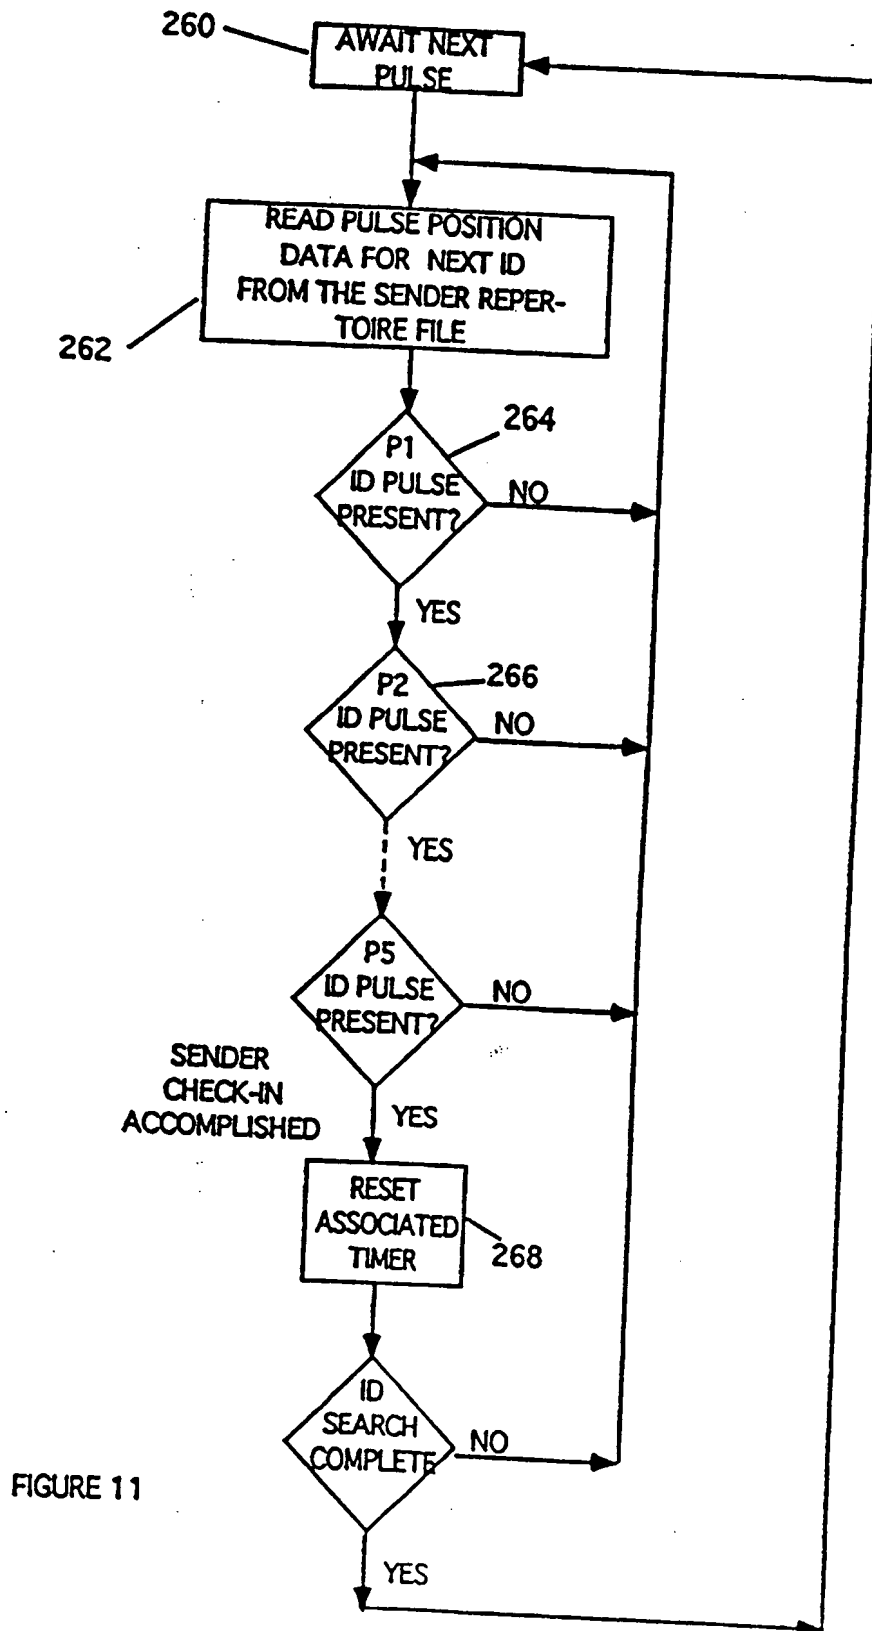 260
AWAIT NEXT
PULSE
READ PULSE POSITION
DATA FOR NEXT ID
FROM THE SENDER REPER-
TOIRE FILE
262
264
P1
ID PULSE
PRESENT?
NO
YES
266
P2
ID PULSE
PRESENT?
NO
YES
P5
ID PULSE
PRESENT?
NO
SENDER
CHECK-IN
ACCOMPLISHED
YES
RESET
ASSOCIATED
TIMER
268
ID
SEARCH
COMPLETE
NO
FIGURE 11
YES